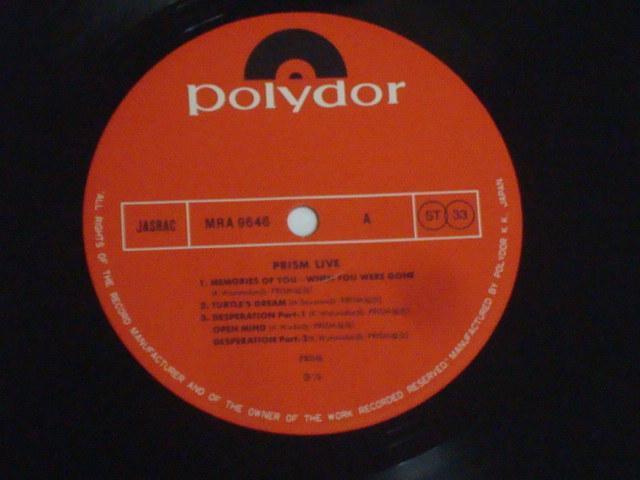 polydor
JASRAC
MRA 9646
A
ST 33
PRISM LIVE
1. MEMORIES OF YOU~WHEN YOU WERE GONE
2. TURTLE'S DREAM
3. DESPERATION Part-1
OPEN MIND
DESPERATION Part-2
PRISM
ALL RIGHTS OF THE RECORD MANUFACTURER AND OF THE OWNER OF THE WORK RECORDED RESERVED MANUFACTURED BY POLYDOR K.K. JAPAN